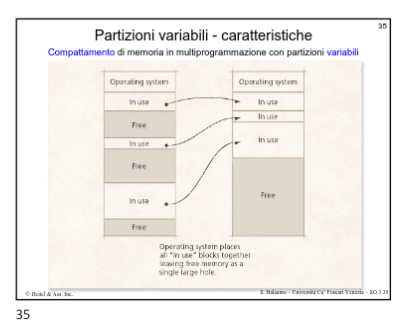 35
Partizioni variabili - caratteristiche
Compattamento di memoria in multiprogrammazione con partizioni variabili
Operating system
In use
Free
In use
Free
In use
Free
Operating system
In use
In use
In use
Free
Operating system places
all "in use" blocks together
leaving free memory as a
single large hole.
© Deitel & Ass. Inc.
S. Balsamo – Università Ca' Foscari Venezia – SO.3.35
35